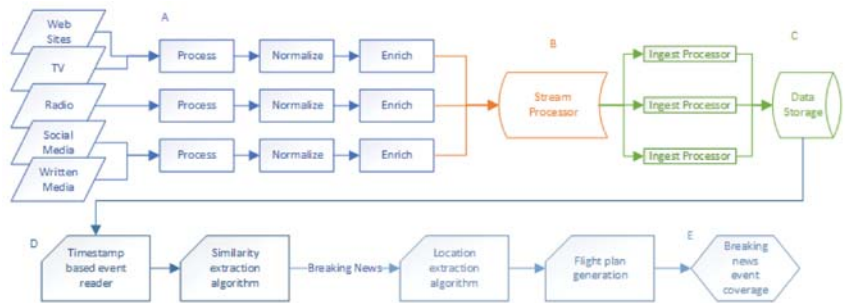 A
B
C
Web
Sites
TV
Radio
Social
Media
Written
Media
Process
Normalize
Enrich
Process
Normalize
Enrich
Process
Normalize
Enrich
Stream
Processor
Ingest Processor
Ingest Processor
Ingest Processor
Data
Storage
D
Timestamp
based event
reader
Similarity
extraction
algorithm
Breaking News
Location
extraction
algorithm
Flight plan
generation
E
Breaking
news
event
coverage